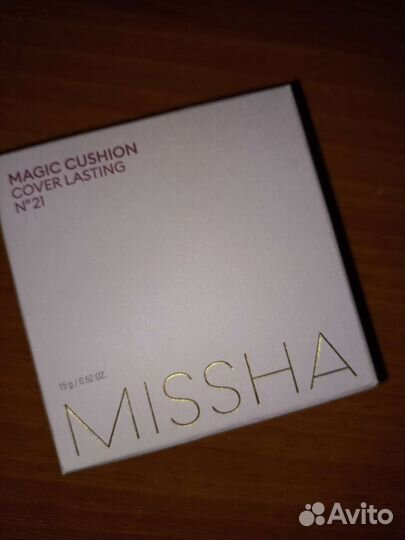 MAGIC CUSHION
COVER LASTING
N°21
15 g / 0.52 OZ.
MISSHA
Avito